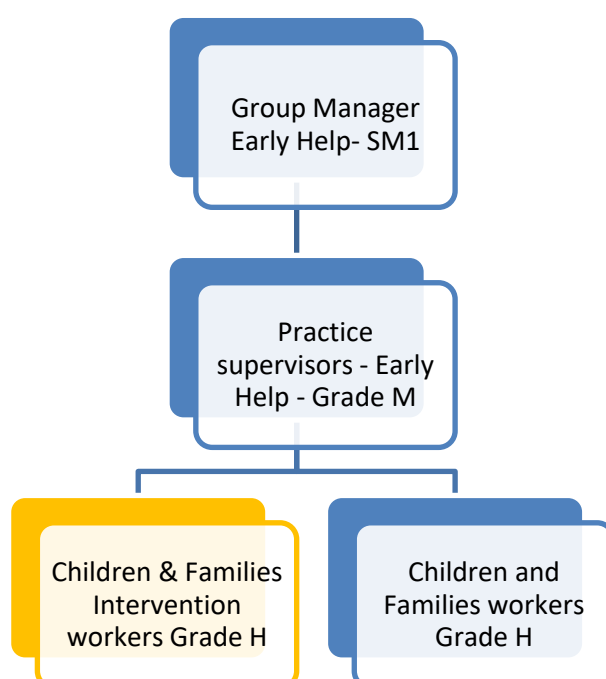 Group Manager
Early Help- SM1
Practice
supervisors - Early
Help - Grade M
Children & Families
Intervention
workers Grade H
Children and
Families workers
Grade H